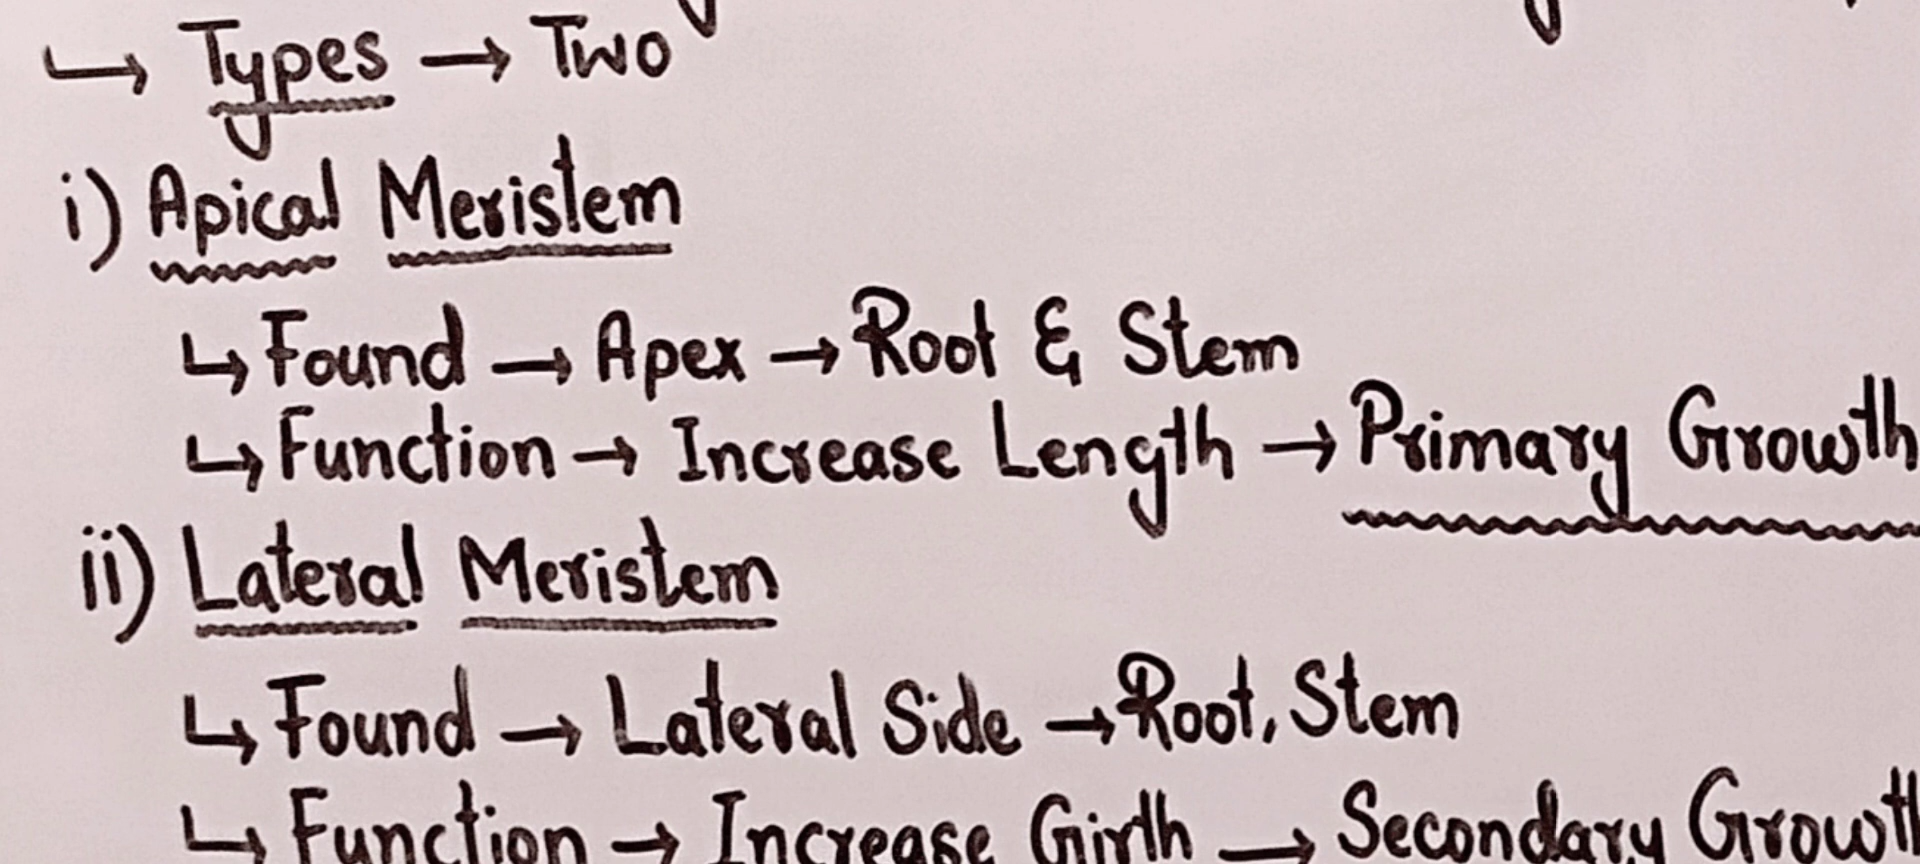 ↳ Types → Two
i) Apical Meristem
↳ Found → Apex → Root & Stem
↳ Function → Increase Length → Primary Growth
ii) Lateral Meristem
↳ Found → Lateral Side → Root, Stem
↳ Function → Increase Girth → Secondary Growth